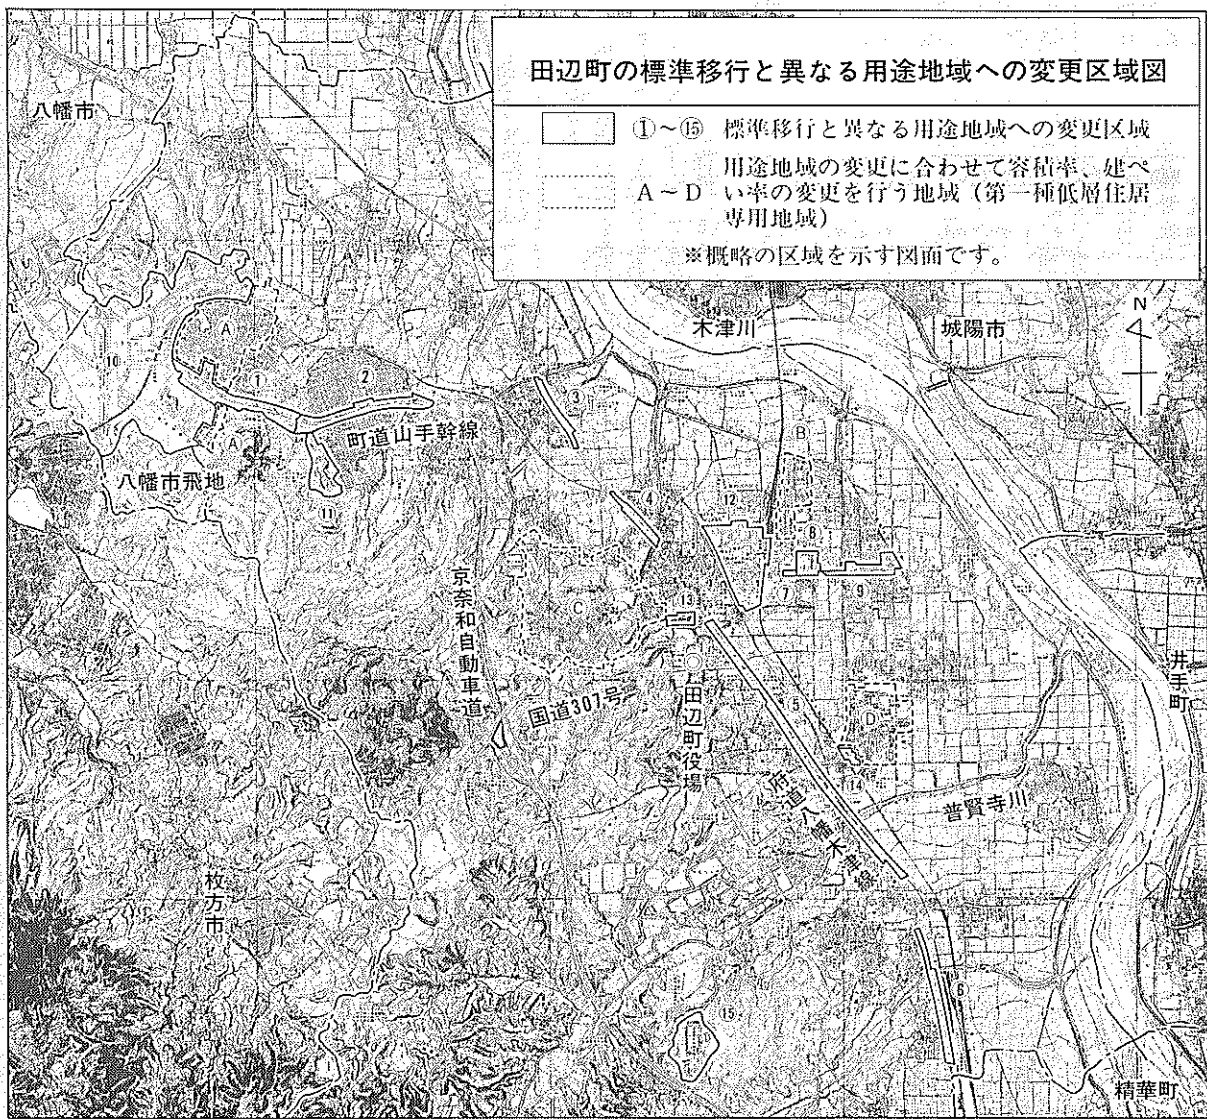 田辺町の標準移行と異なる用途地域への変更区域図
①〜⑮ 標準移行と異なる用途地域への変更区域
A〜D 用途地域の変更に合わせて容積率、建ぺ
い率の変更を行う地域（第一種低層住居
専用地域）
※概略の区域を示す図面です。
八幡市
木津川
城陽市
N
A
10
1
2
3
町道山手幹線
A
B
八幡市飛地
11
4
12
8
7
9
京奈和自動車道
C
13
井手町
国道307号
田辺町役場
5
D
14
府道八幡木津線
普賢寺川
枚方市
6
⑮
精華町